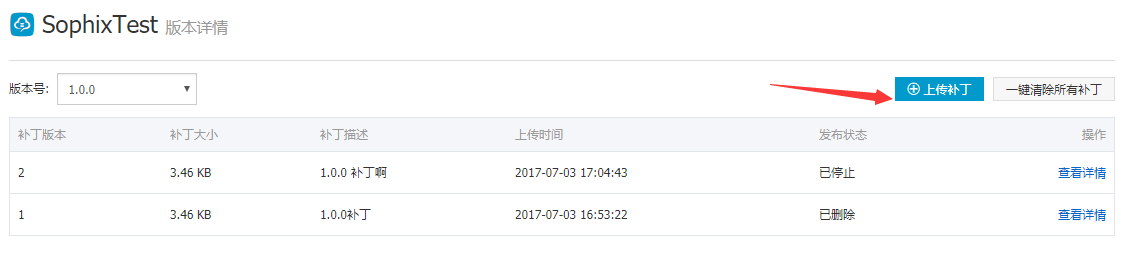 SophixTest 版本详情
版本号: 1.0.0 上传补丁 一键清除所有补丁
补丁版本 补丁大小 补丁描述 上传时间 发布状态 操作
2 3.46 KB 1.0.0 补丁啊 2017-07-03 17:04:43 已停止 查看详情
1 3.46 KB 1.0.0补丁 2017-07-03 16:53:22 已删除 查看详情